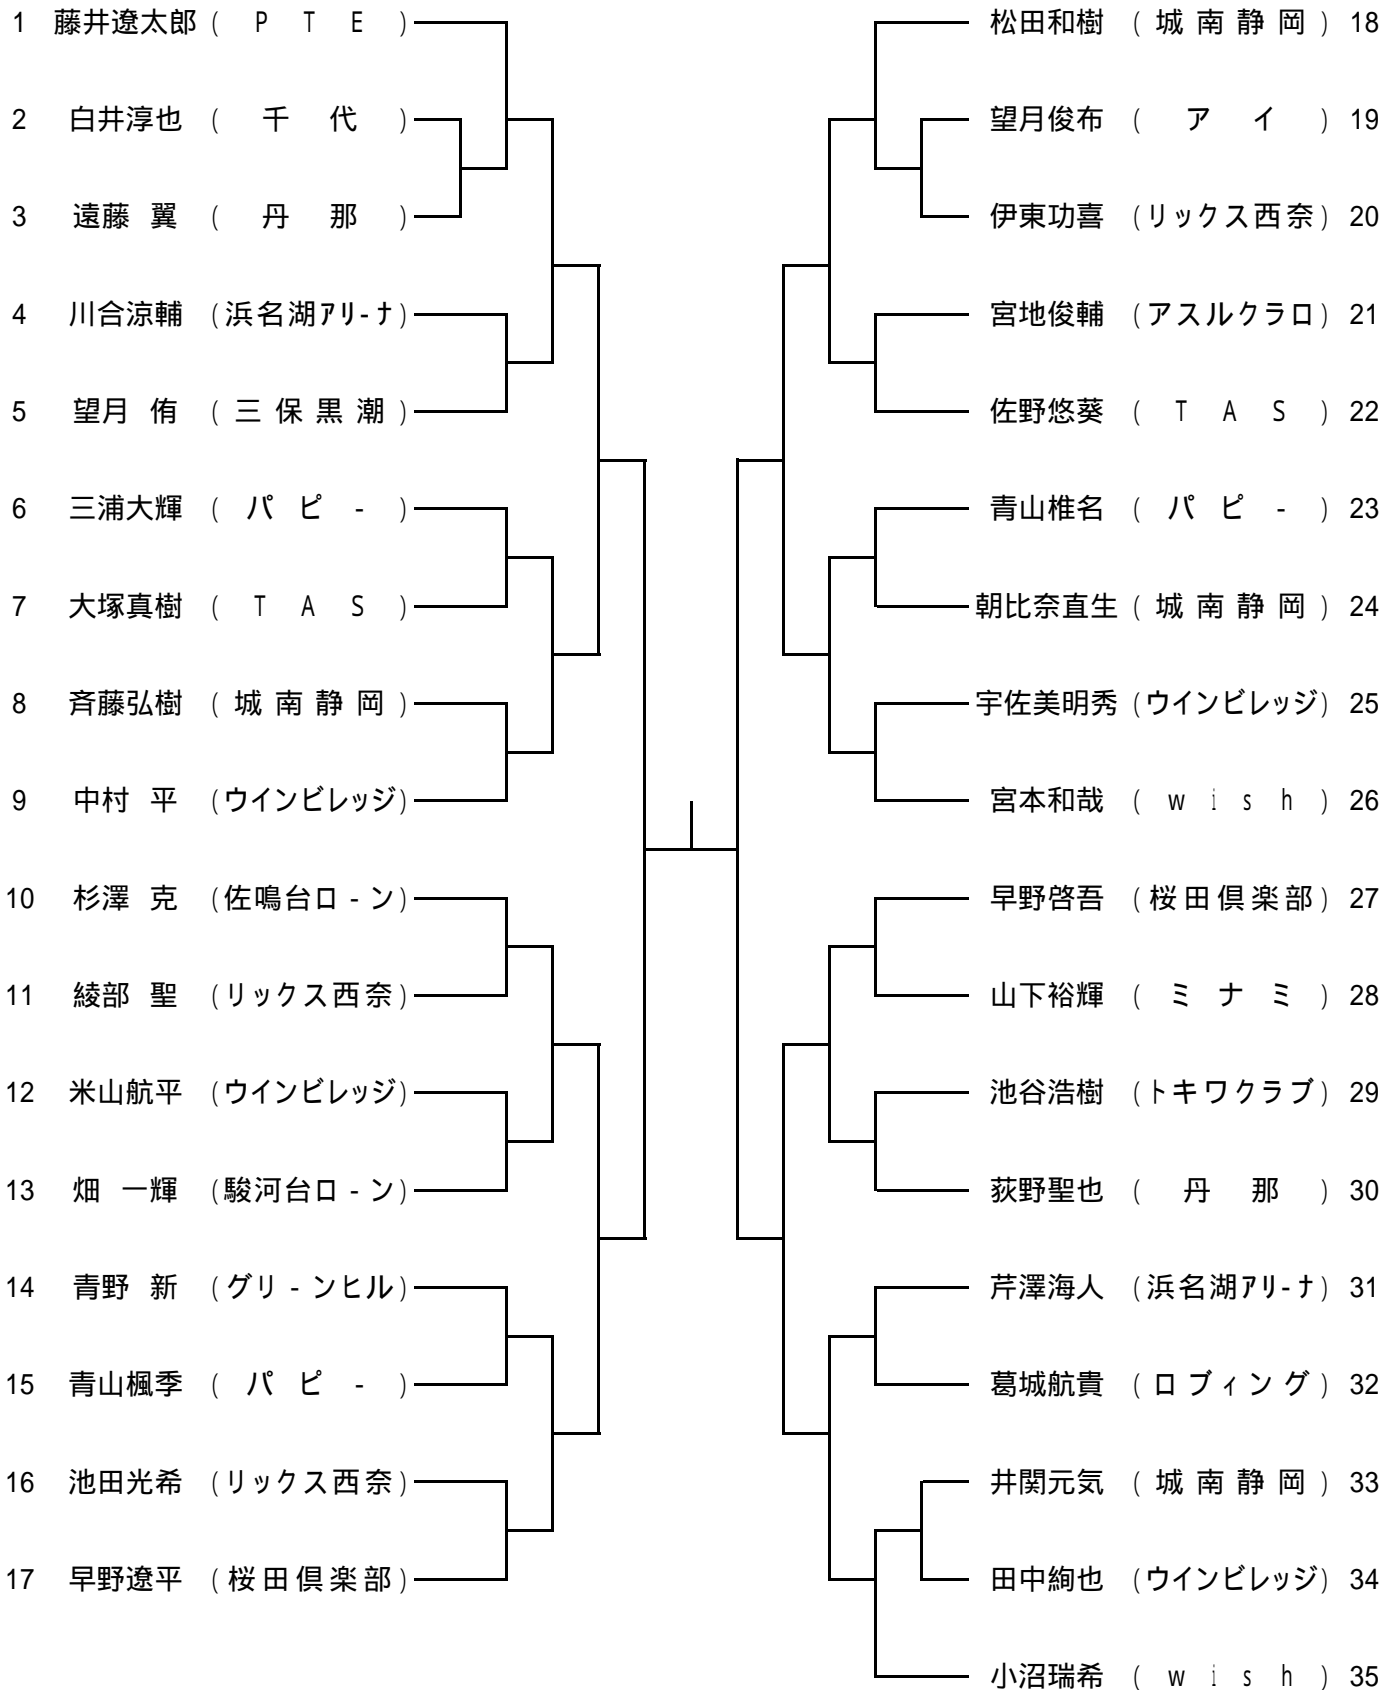 1 藤井遼太郎 ( P T E )
2 白井淳也 ( 千 代 )
3 遠藤 翼 ( 丹 那 )
4 川合涼輔 (浜名湖ｱﾘ-ﾅ)
5 望月 侑 ( 三 保 黒 潮 )
6 三浦大輝 ( パ ピ - )
7 大塚真樹 ( T A S )
8 斉藤弘樹 ( 城 南 静 岡 )
9 中村 平 (ウインビレッジ)
10 杉澤 克 (佐鳴台ロ - ン)
11 綾部 聖 (リックス西奈)
12 米山航平 (ウインビレッジ)
13 畑 一輝 (駿河台ロ - ン)
14 青野 新 (グリ - ンヒル)
15 青山楓季 ( パ ピ - )
16 池田光希 (リックス西奈)
17 早野遼平 ( 桜 田 倶 楽 部 )
松田和樹 ( 城 南 静 岡 ) 18
望月俊布 ( ア イ ) 19
伊東功喜 (リックス西奈) 20
宮地俊輔 (アスルクラロ) 21
佐野悠葵 ( T A S ) 22
青山椎名 ( パ ピ - ) 23
朝比奈直生 ( 城 南 静 岡 ) 24
宇佐美明秀 (ウインビレッジ) 25
宮本和哉 ( w i s h ) 26
早野啓吾 ( 桜 田 倶 楽 部 ) 27
山下裕輝 ( ミ ナ ミ ) 28
池谷浩樹 (トキワクラブ) 29
荻野聖也 ( 丹 那 ) 30
芹澤海人 (浜名湖ｱﾘ-ﾅ) 31
葛城航貴 ( ロ ブ ィ ン グ ) 32
井関元気 ( 城 南 静 岡 ) 33
田中絢也 (ウインビレッジ) 34
小沼瑞希 ( w i s h ) 35